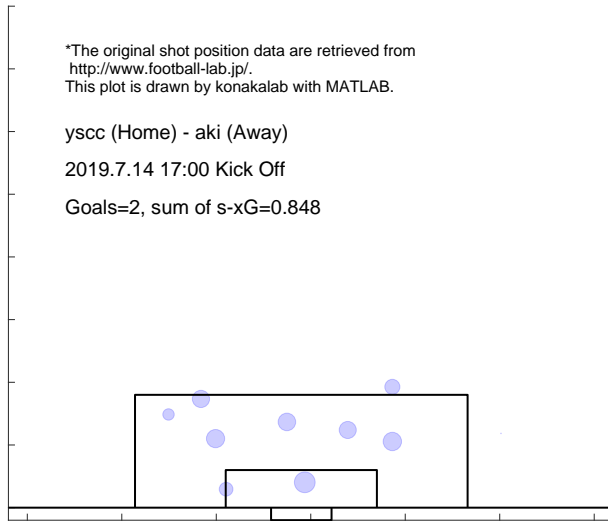 *The original shot position data are retrieved from
http://www.football-lab.jp/.
This plot is drawn by konakalab with MATLAB.
yscc (Home) - aki (Away)
2019.7.14 17:00 Kick Off
Goals=2, sum of s-xG=0.848